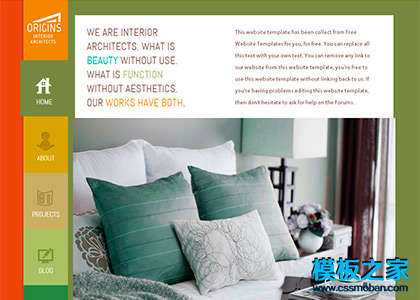 ORIGINS
INTERIOR
ARCHITECTS
HOME
ABOUT
PROJECTS
BLOG
WE ARE INTERIOR
ARCHITECTS. WHAT IS
BEAUTY WITHOUT USE.
WHAT IS FUNCTION
WITHOUT AESTHETICS.
OUR WORKS HAVE BOTH.
This website template has been collect from Free
Website Templates for you, for free. You can replace all
this text with your own text. You can remove any link to
our website from this website template, you're free to
use this website template without linking back to us. If
you're having problems editing this website template,
then don't hesitate to ask for help on the Forums.
模板之家
www.cssmoban.com